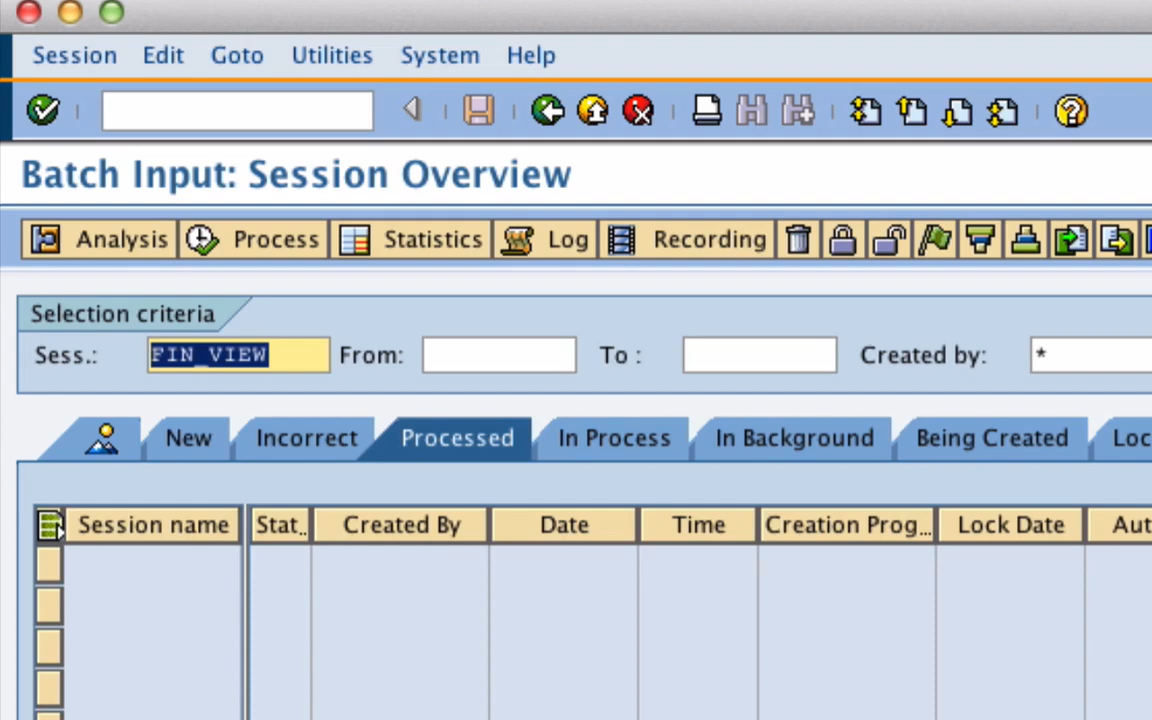 Session Edit Goto Utilities System Help
Batch Input: Session Overview
Analysis Process Statistics Log Recording
Selection criteria
Sess.: FIN_VIEW From: To : Created by: *
New Incorrect Processed In Process In Background Being Created Loc
Session name Stat.. Created By Date Time Creation Prog... Lock Date Aut